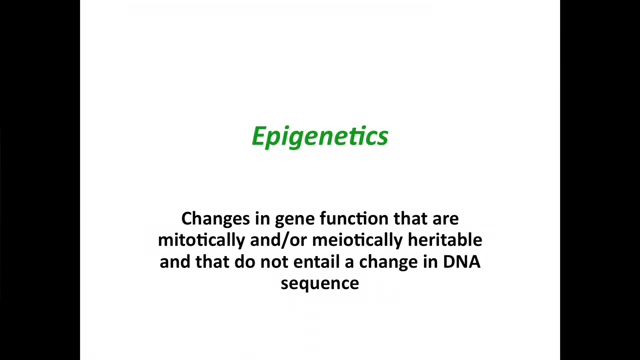 Epigenetics
Changes in gene function that are
mitotically and/or meiotically heritable
and that do not entail a change in DNA
sequence